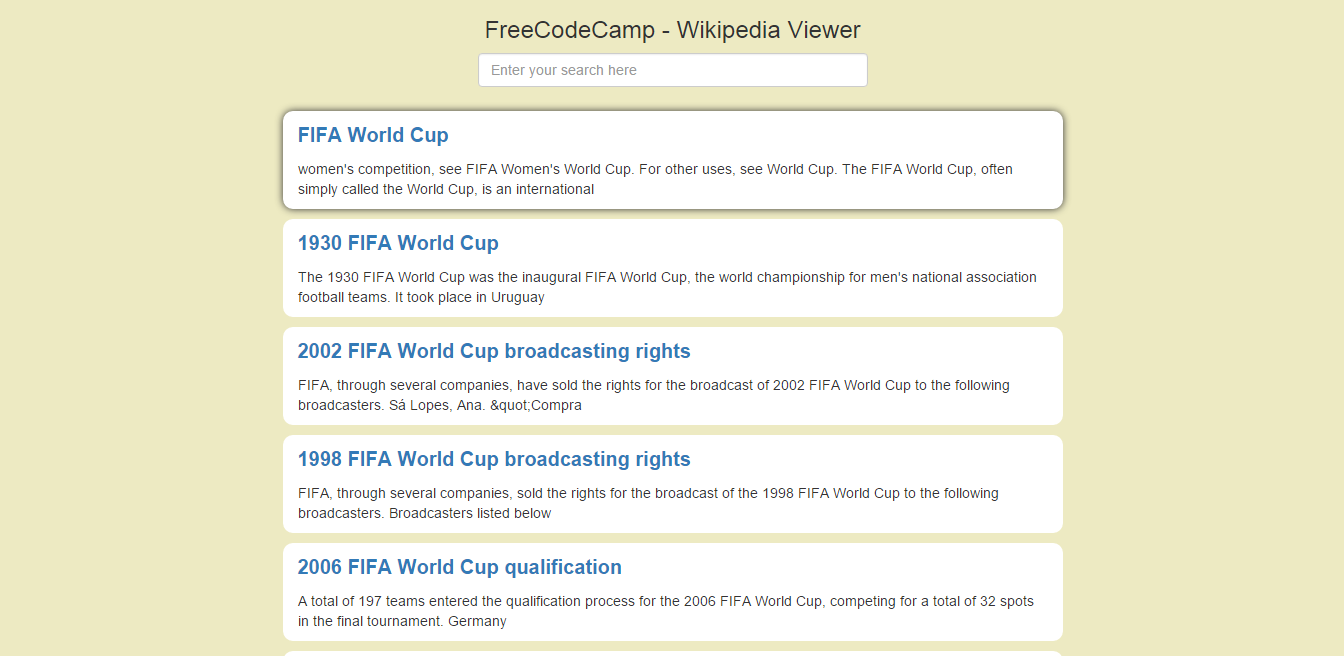 FreeCodeCamp - Wikipedia Viewer
Enter your search here
FIFA World Cup
women's competition, see FIFA Women's World Cup. For other uses, see World Cup. The FIFA World Cup, often
simply called the World Cup, is an international
1930 FIFA World Cup
The 1930 FIFA World Cup was the inaugural FIFA World Cup, the world championship for men's national association
football teams. It took place in Uruguay
2002 FIFA World Cup broadcasting rights
FIFA, through several companies, have sold the rights for the broadcast of 2002 FIFA World Cup to the following
broadcasters. Sá Lopes, Ana. &quot;Compra
1998 FIFA World Cup broadcasting rights
FIFA, through several companies, sold the rights for the broadcast of the 1998 FIFA World Cup to the following
broadcasters. Broadcasters listed below
2006 FIFA World Cup qualification
A total of 197 teams entered the qualification process for the 2006 FIFA World Cup, competing for a total of 32 spots
in the final tournament. Germany